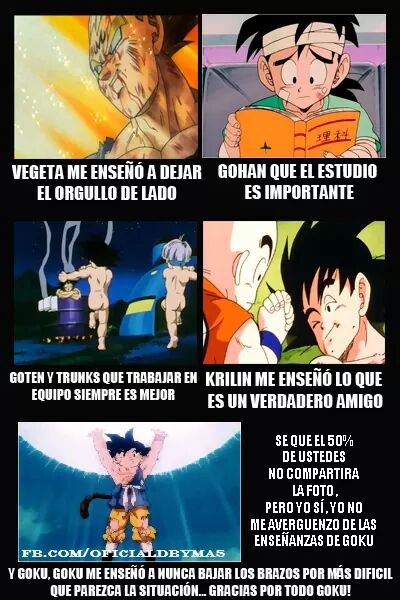 理科
VEGETA ME ENSEÑÓ A DEJAR
EL ORGULLO DE LADO
GOHAN QUE EL ESTUDIO
ES IMPORTANTE
GOTEN Y TRUNKS QUE TRABAJAR EN
EQUIPO SIEMPRE ES MEJOR
KRILIN ME ENSEÑÓ LO QUE
ES UN VERDADERO AMIGO
SE QUE EL 50%
DE USTEDES
NO COMPARTIRA
LA FOTO,
PERO YO SÍ, YO NO
ME AVERGUENZO DE LAS
ENSEÑANZAS DE GOKU
FB.COM/OFICIALDBYMAS
Y GOKU, GOKU ME ENSEÑÓ A NUNCA BAJAR LOS BRAZOS POR MÁS DIFICIL
QUE PAREZCA LA SITUACIÓN... GRACIAS POR TODO GOKU!